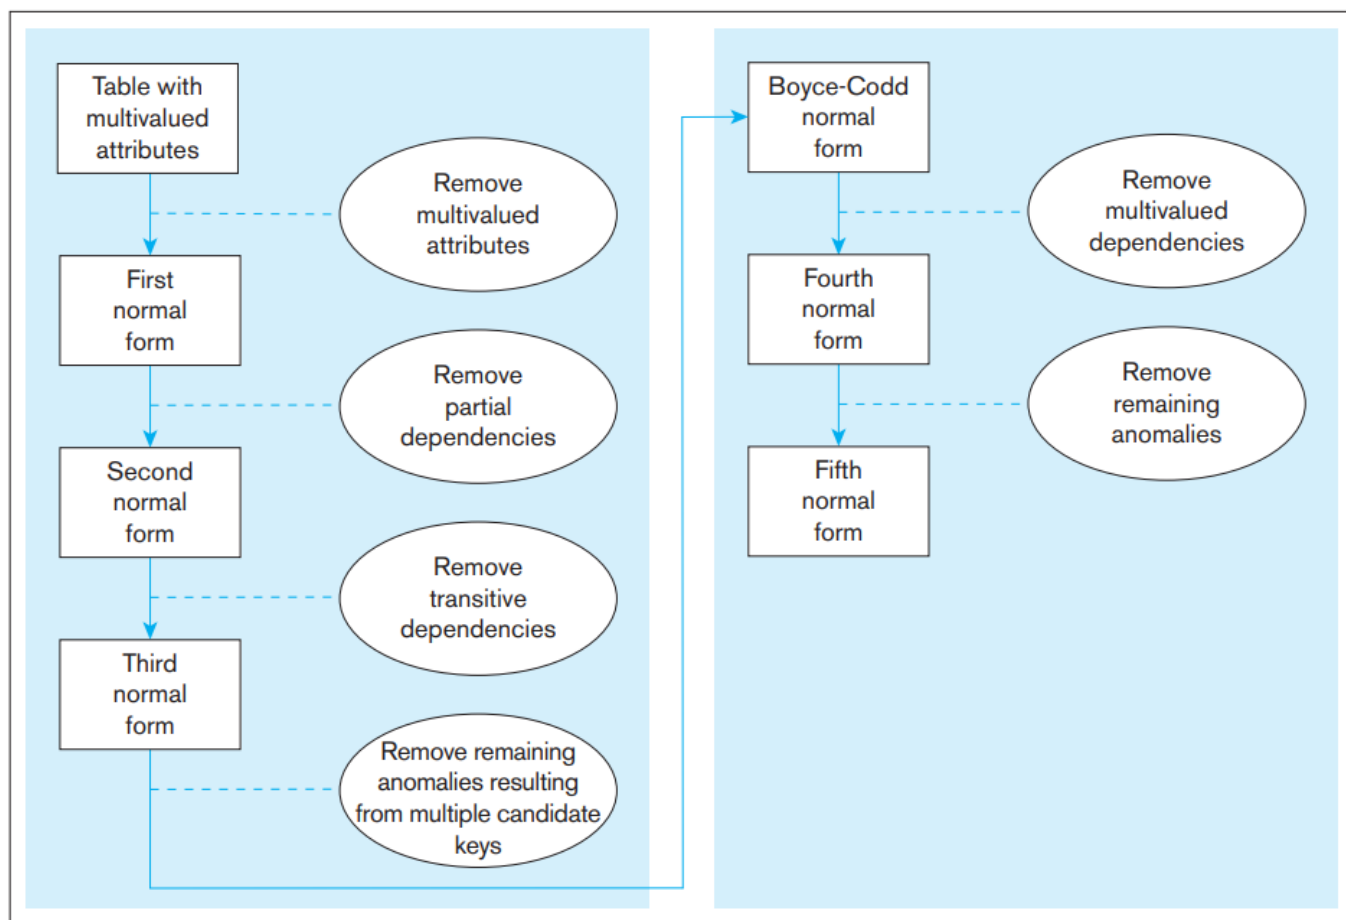 Table with
multivalued
attributes
Remove
multivalued
attributes
First
normal
form
Remove
partial
dependencies
Second
normal
form
Remove
transitive
dependencies
Third
normal
form
Remove remaining
anomalies resulting
from multiple candidate
keys
Boyce-Codd
normal
form
Remove
multivalued
dependencies
Fourth
normal
form
Remove
remaining
anomalies
Fifth
normal
form